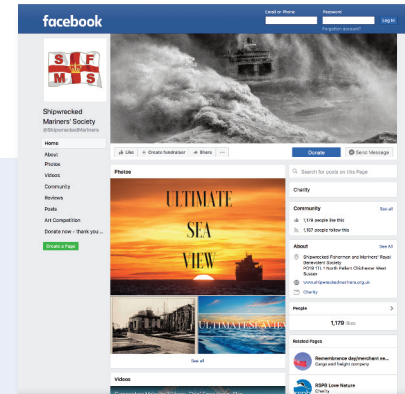 facebook
Email or Phone
Password
Log In
Forgotten account?
S F
M S
Shipwrecked
Mariners' Society
@ShipwreckedMariners
Home
About
Photos
Videos
Community
Reviews
Posts
Art Competition
Donate now - thank you ...
Create a Page
Like
Create fundraiser
Share
...
Donate
Send Message
Photos
ULTIMATE
SEA
VIEW
ULTIMATE SEA VIEW
See all
Videos
Search for posts on this Page
Charity
Community
See all
1,179 people like this
1,187 people follow this
About
See All
Shipwrecked Fishermen and Mariners' Royal
Benevolent Society
PO19 1TL 1 North Pallant Chichester West
Sussex
www.shipwreckedmariners.org.uk
Charity
People
1,179 likes
Related Pages
Remembrance day/merchant se...
Cargo and freight company
RSPB Love Nature
Charity